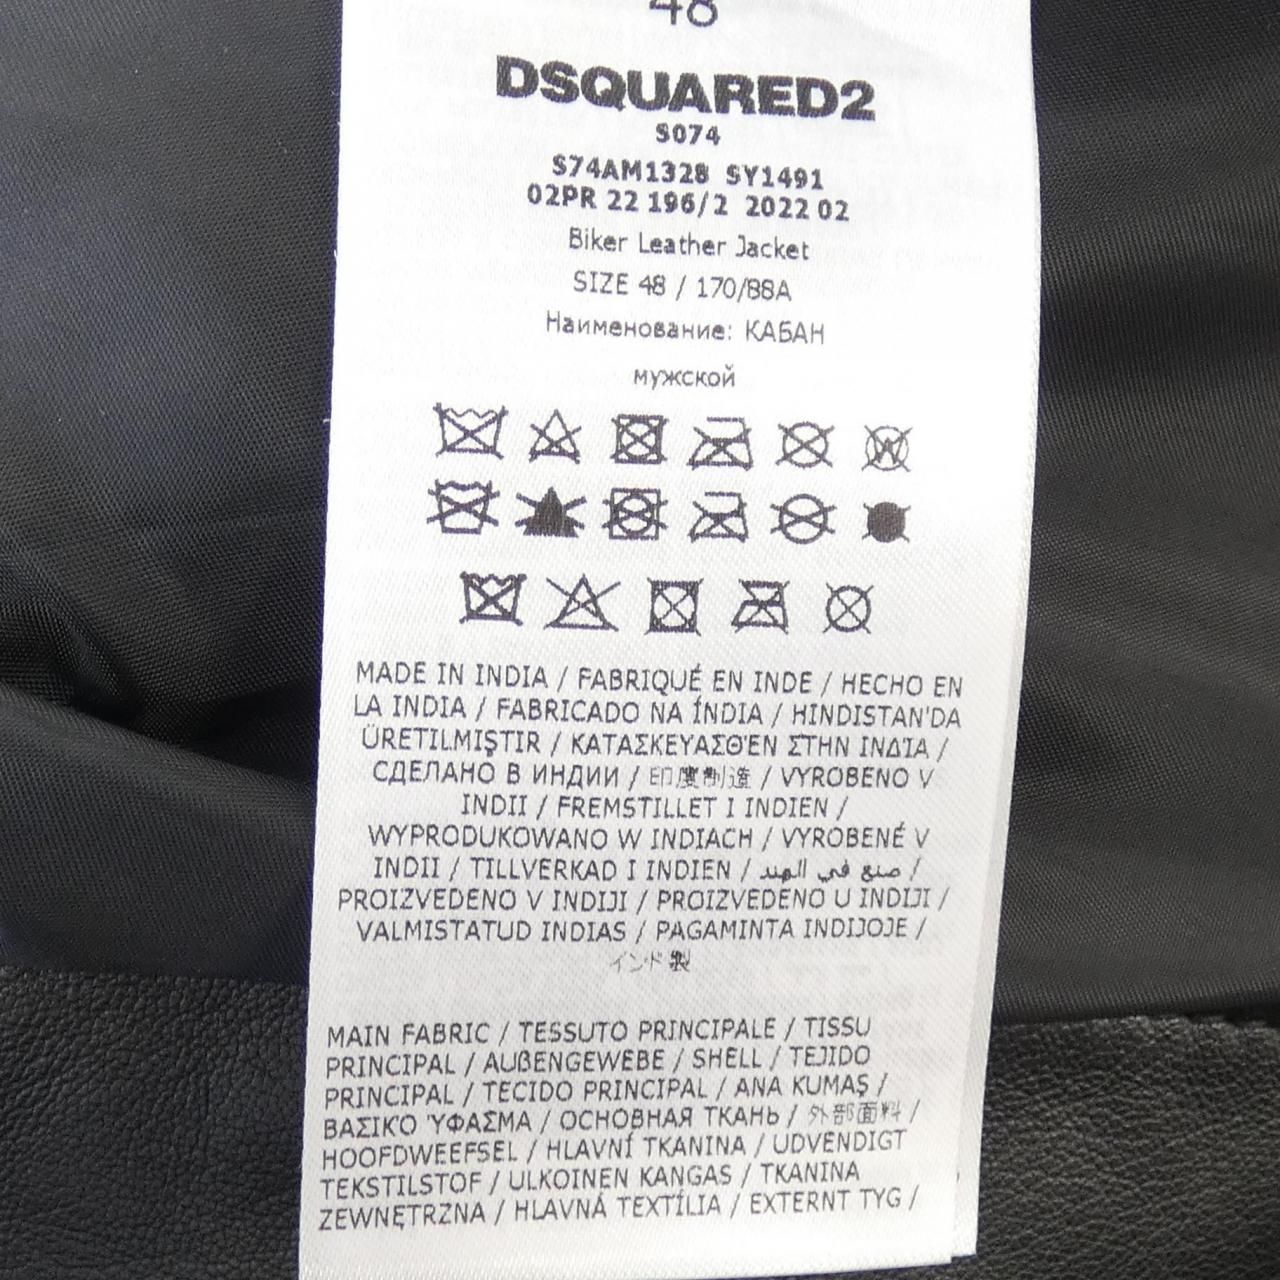 48
DSQUARED2
S074
S74AM1328 SY1491
02PR 22 196/2 2022 02
Biker Leather Jacket
SIZE 48 / 170/88A
Наименование: КАБАН
мужской
W
MADE IN INDIA / FABRIQUÉ EN INDE / HECHO EN
LA INDIA / FABRICADO NA ÍNDIA / HINDISTAN'DA
ÜRETILMIŞTIR / ΚΑΤΑΣΚΕΥΑΣΘΈΝ ΣΤΗΝ ΙΝΔΊΑ /
СДЕЛАНО В ИНДИИ / 印度制造 / VYROBENO V
INDII / FREMSTILLET I INDIEN /
WYPRODUKOWANO W INDIACH / VYROBENÉ V
INDII / TILLVERKAD I INDIEN / صنع في الهند /
PROIZVEDENO V INDIJI / PROIZVEDENO U INDIJI /
VALMISTATUD INDIAS / PAGAMINTA INDIJOJE /
インド製
MAIN FABRIC / TESSUTO PRINCIPALE / TISSU
PRINCIPAL / AUßENGEWEBE / SHELL / TEJIDO
PRINCIPAL / TECIDO PRINCIPAL / ANA KUMAŞ /
ΒΑΣΙΚΌ ΎΦΑΣΜΑ / ОСНОВНАЯ ТКАНЬ / 外部面料 /
HOOFDWEEFSEL / HLAVNÍ TKANINA / UDVENDIGT
TEKSTILSTOF / ULKOINEN KANGAS / TKANINA
ZEWNĘTRZNA / HLAVNÁ TEXTÍLIA / EXTERNT TYG /